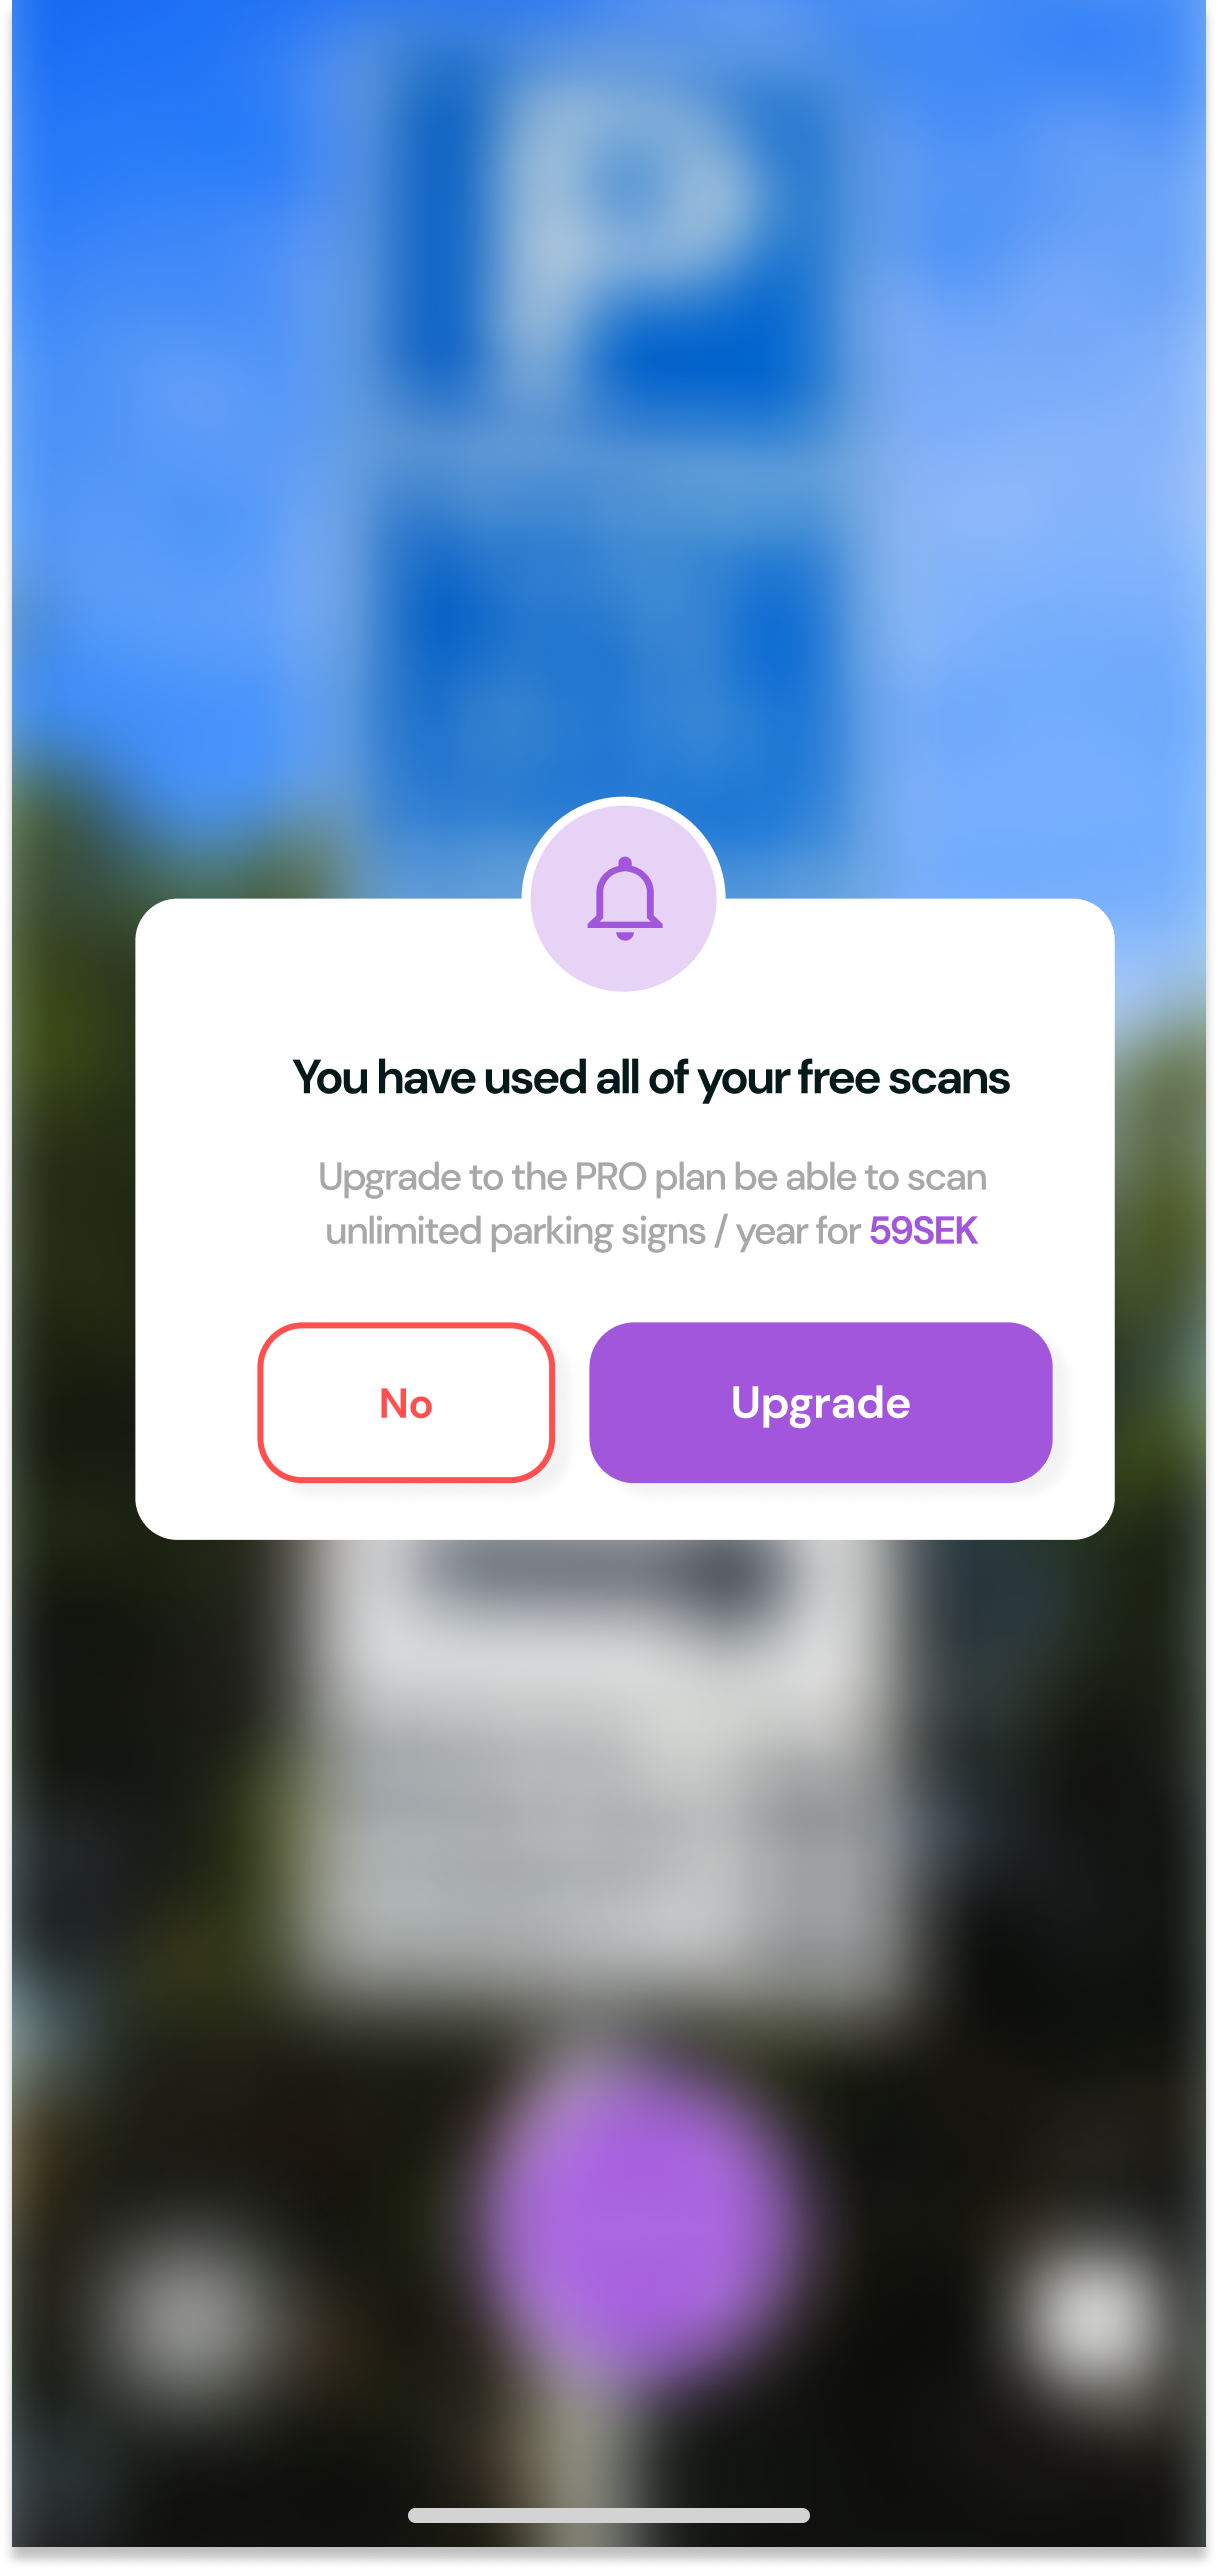 P
You have used all of your free scans
Upgrade to the PRO plan be able to scan
unlimited parking signs / year for 59SEK
No
Upgrade